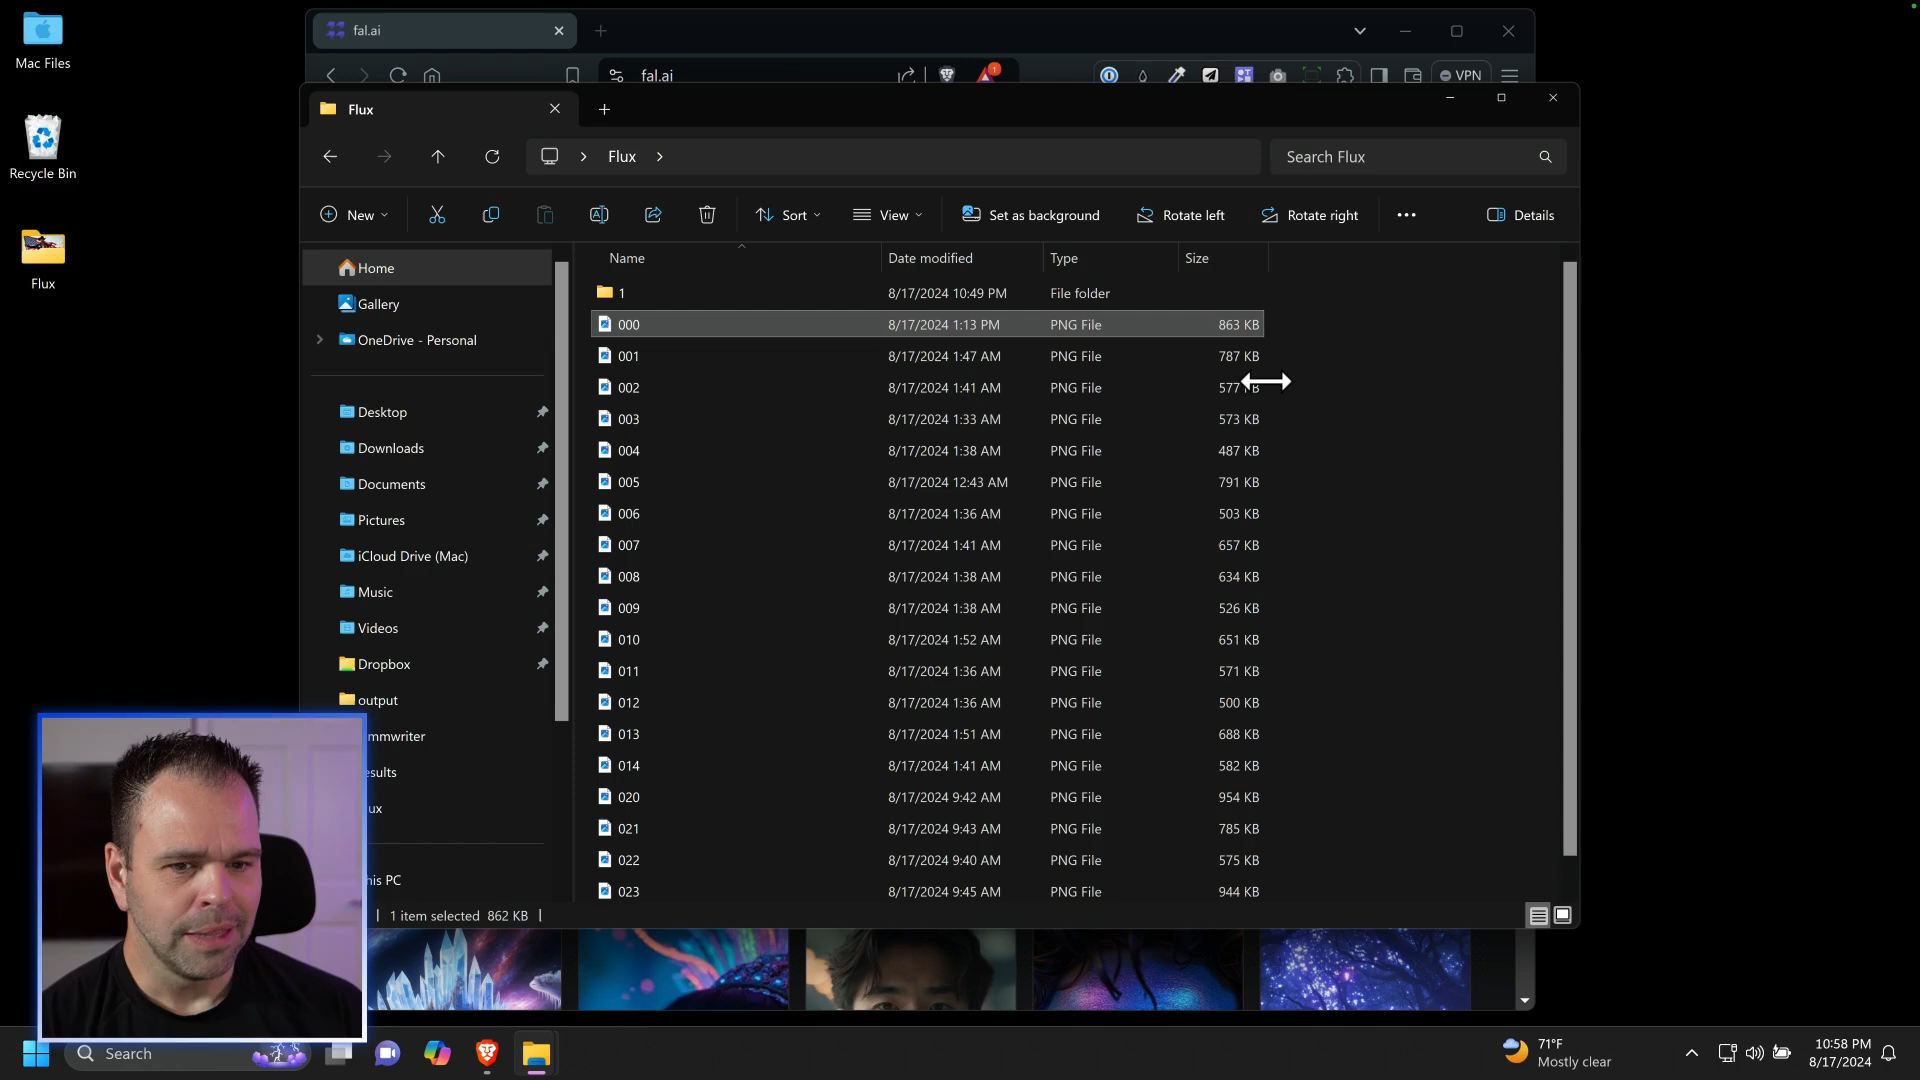 Mac Files
fal.ai
fal.ai
1
VPN
Recycle Bin
Flux
Flux
Flux
Search Flux
New
Sort
View
Set as background
Rotate left
Rotate right
Details
Home
Gallery
OneDrive - Personal
Desktop
Downloads
Documents
Pictures
iCloud Drive (Mac)
Music
Videos
Dropbox
output
mmwriter
esults
ux
his PC
Name Date modified Type Size
1 8/17/2024 10:49 PM File folder
000 8/17/2024 1:13 PM PNG File 863 KB
001 8/17/2024 1:47 AM PNG File 787 KB
002 8/17/2024 1:41 AM PNG File 577 KB
003 8/17/2024 1:33 AM PNG File 573 KB
004 8/17/2024 1:38 AM PNG File 487 KB
005 8/17/2024 12:43 AM PNG File 791 KB
006 8/17/2024 1:36 AM PNG File 503 KB
007 8/17/2024 1:41 AM PNG File 657 KB
008 8/17/2024 1:38 AM PNG File 634 KB
009 8/17/2024 1:38 AM PNG File 526 KB
010 8/17/2024 1:52 AM PNG File 651 KB
011 8/17/2024 1:36 AM PNG File 571 KB
012 8/17/2024 1:36 AM PNG File 500 KB
013 8/17/2024 1:51 AM PNG File 688 KB
014 8/17/2024 1:41 AM PNG File 582 KB
020 8/17/2024 9:42 AM PNG File 954 KB
021 8/17/2024 9:43 AM PNG File 785 KB
022 8/17/2024 9:40 AM PNG File 575 KB
023 8/17/2024 9:45 AM PNG File 944 KB
1 item selected 862 KB
Search
71°F
Mostly clear
10:58 PM
8/17/2024